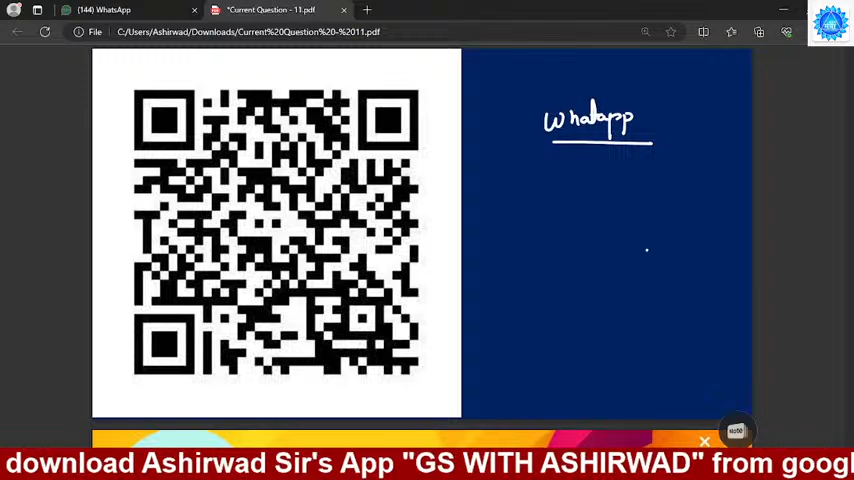 (144) WhatsApp
*Current Question - 11.pdf
File
C:/Users/Ashirwad/Downloads/Current%20Question%20-%2011.pdf
whatapp
download Ashirwad Sir's App "GS WITH ASHIRWAD" from googl